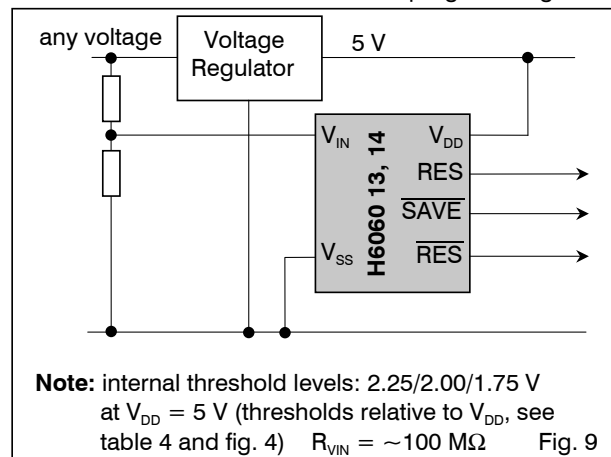 any voltage
Voltage
Regulator
5 V
V_IN
V_DD
H6060 13, 14
RES
SAVE
V_SS
RES
Note: internal threshold levels: 2.25/2.00/1.75 V
at V_DD = 5 V (thresholds relative to V_DD, see
table 4 and fig. 4) R_VIN = ~100 MΩ Fig. 9